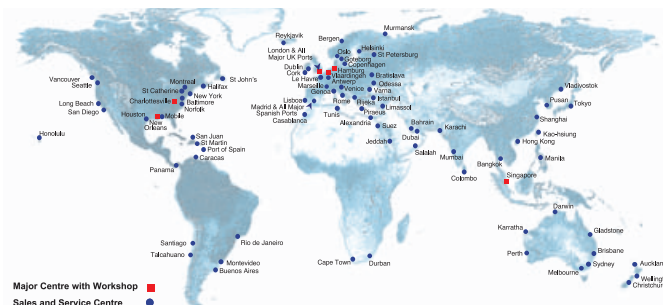 Murmansk
Reykjavik
Bergen
Helsinki
London & All
Major UK Ports
Oslo
St Petersburg
Goteborg
Copenhagen
Dublin
Cork
Hamburg
Le Havre
Vlaardingen
Antwerp
Bratislava
Marseille
Venice
Odessa
Genoa
Varna
Lisboa
Rome
Istanbul
Rijeka
Limassol
Madrid & All Major
Spanish Ports
Piraeus
Casablanca
Tunis
Alexandria
Suez
Jeddah
Bahrain
Dubai
Karachi
Salalah
Mumbai
Colombo
Vancouver
Seattle
Montreal
St John's
Halifax
St Catherine
New York
Charlottesville
Baltimore
Norfolk
Long Beach
San Diego
Houston
New
Orleans
Mobile
Honolulu
San Juan
St Martin
Port of Spain
Caracas
Panama
Vladivostok
Pusan
Tokyo
Shanghai
Kao-hsiung
Hong Kong
Bangkok
Manila
Singapore
Darwin
Karratha
Gladstone
Perth
Brisbane
Sydney
Melbourne
Auckland
Wellington
Christchurch
Santiago
Talcahuano
Rio de Janeiro
Montevideo
Buenos Aires
Cape Town
Durban
Major Centre with Workshop
Sales and Service Centre